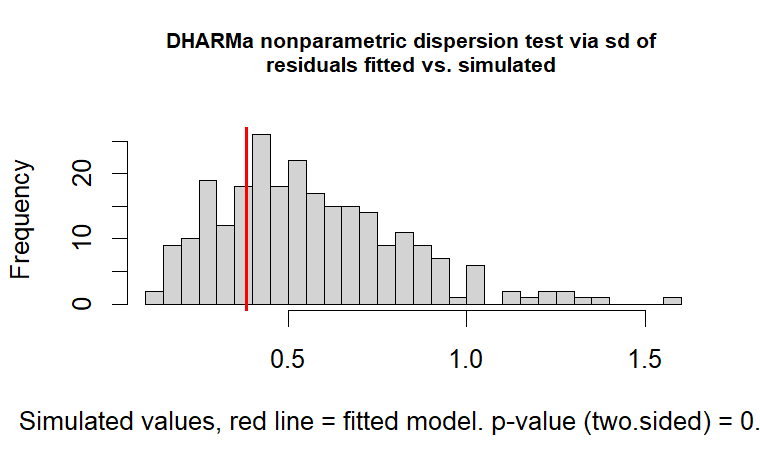 DHARMa nonparametric dispersion test via sd of
residuals fitted vs. simulated
Frequency
20
10
0
0.5 1.0 1.5
Simulated values, red line = fitted model. p-value (two.sided) = 0.